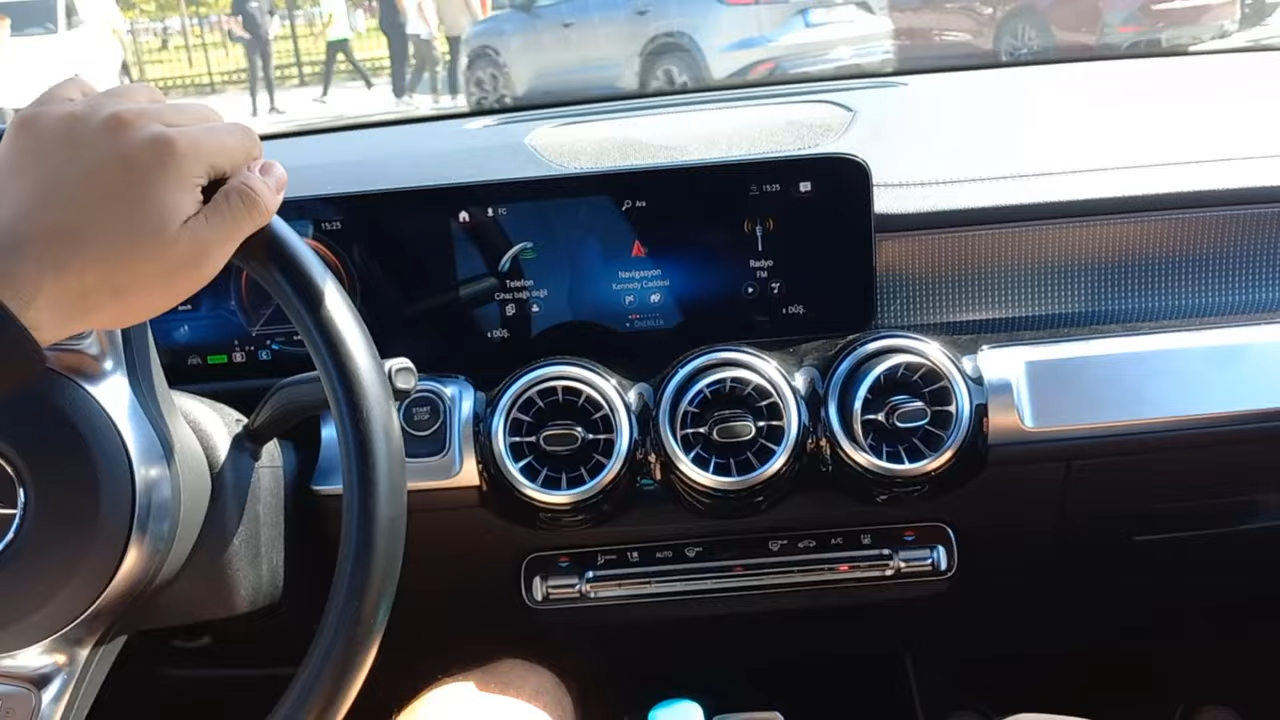 15:25
FC
Ara
15:25
Telefon
Cihaz bağlı değil
Navigasyon
Kennedy Caddesi
Radyo
FM
DÜŞ.
ÖNERİLER
DÜŞ.
START
STOP
AUTO
A/C